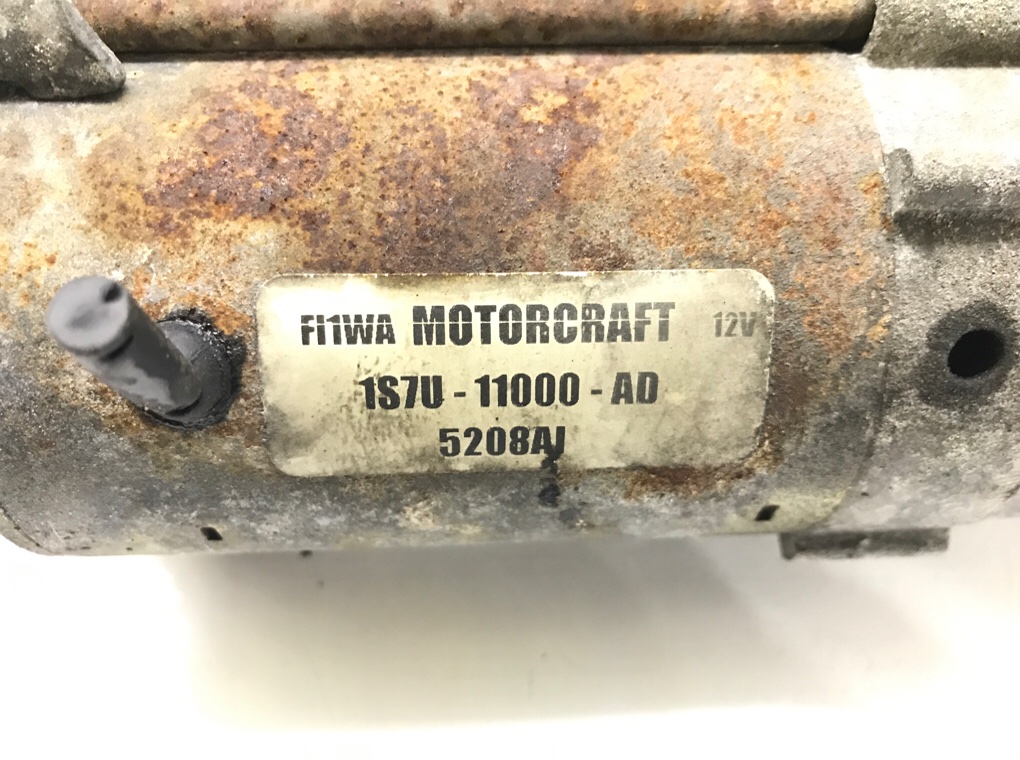 FI1WA MOTORCRAFT 12V
1S7U - 11000 - AD
5208AJ